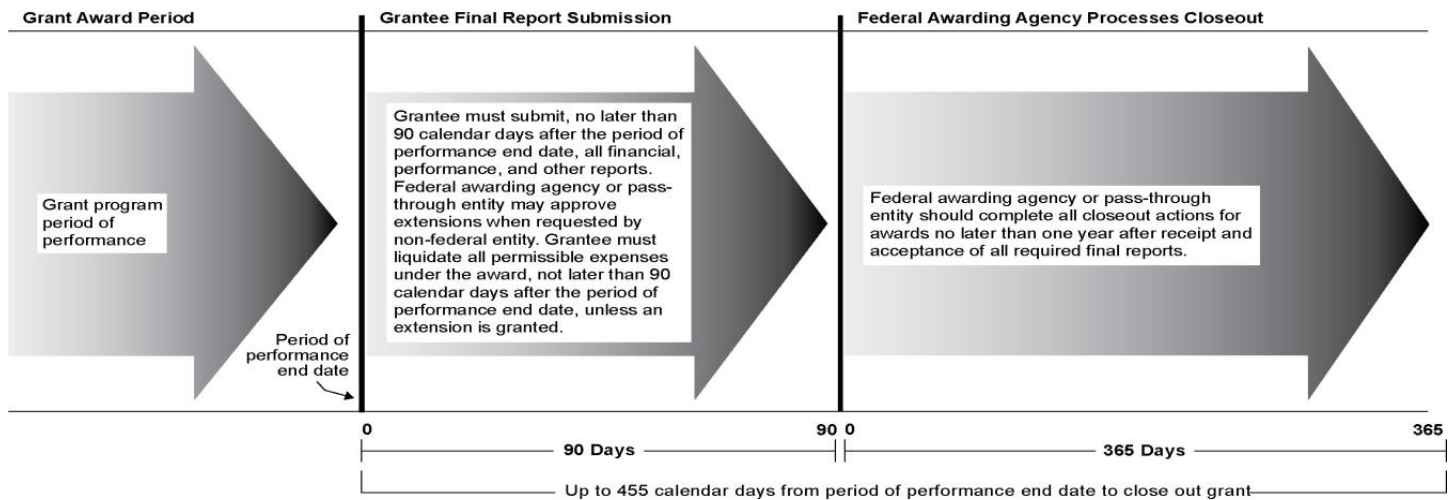 Grant Award Period
Grantee Final Report Submission
Federal Awarding Agency Processes Closeout
Grant program
period of
performance
Period of
performance
end date
Grantee must submit, no later than
90 calendar days after the period of
performance end date, all financial,
performance, and other reports.
Federal awarding agency or pass-
through entity may approve
extensions when requested by
non-federal entity. Grantee must
liquidate all permissible expenses
under the award, not later than 90
calendar days after the period of
performance end date, unless an
extension is granted.
Federal awarding agency or pass-through
entity should complete all closeout actions for
awards no later than one year after receipt and
acceptance of all required final reports.
0
90
0
365
90 Days
365 Days
Up to 455 calendar days from period of performance end date to close out grant